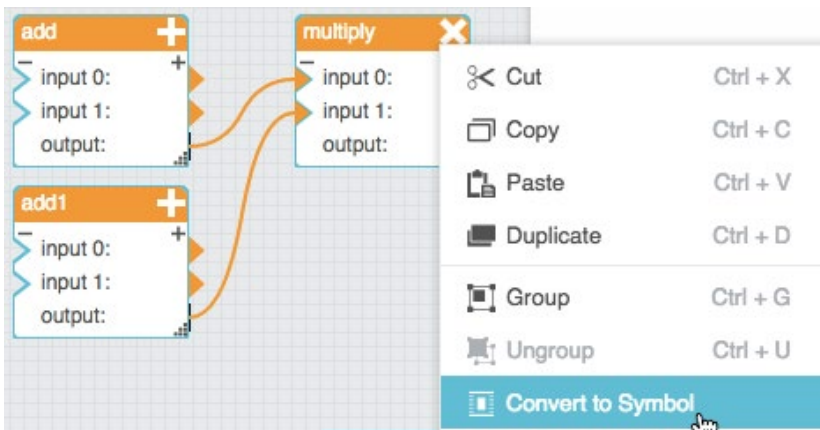 add
input 0:
input 1:
output:
add1
input 0:
input 1:
output:
multiply
input 0:
input 1:
output:
Cut Ctrl + X
Copy Ctrl + C
Paste Ctrl + V
Duplicate Ctrl + D
Group Ctrl + G
Ungroup Ctrl + U
Convert to Symbol